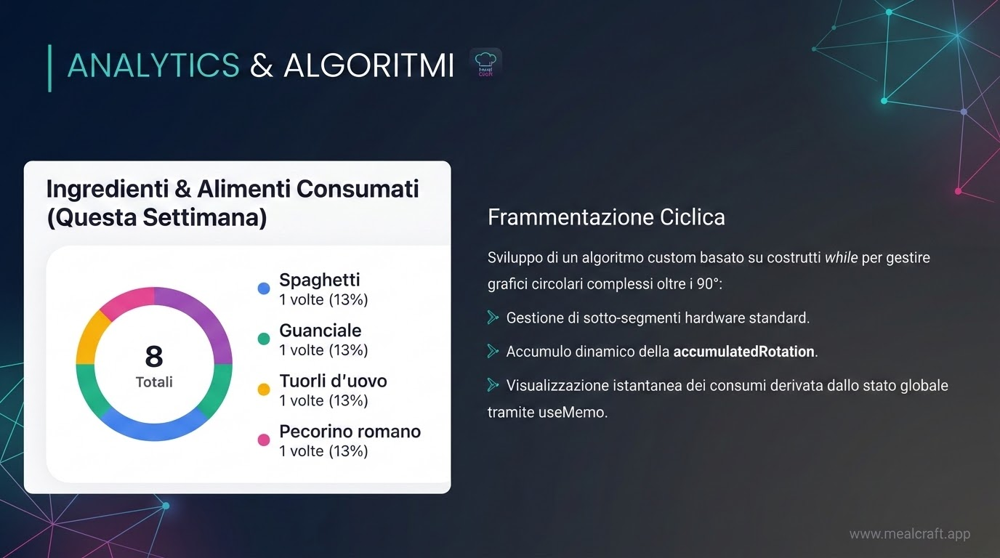 ANALYTICS & ALGORITMI
Ingredienti & Alimenti Consumati
(Questa Settimana)
8
Totali
Spaghetti
1 volte (13%)
Guanciale
1 volte (13%)
Tuorli d'uovo
1 volte (13%)
Pecorino romano
1 volte (13%)
Frammentazione Ciclica
Sviluppo di un algoritmo custom basato su costrutti while per gestire
grafici circolari complessi oltre i 90°:
Gestione di sotto-segmenti hardware standard.
Accumulo dinamico della accumulatedRotation.
Visualizzazione istantanea dei consumi derivata dallo stato globale
tramite useMemo.
www.mealcraft.app